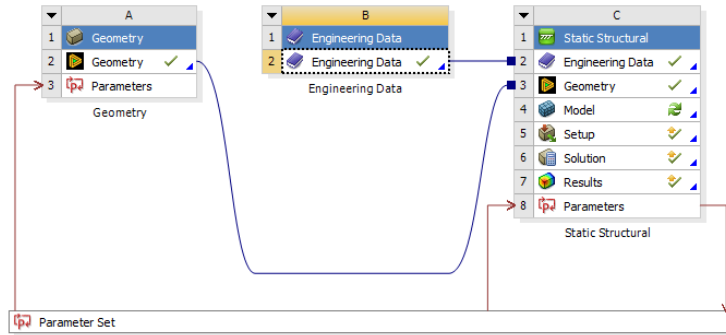 A
1 Geometry
2 Geometry
3 Parameters
Geometry
B
1 Engineering Data
2 Engineering Data
Engineering Data
C
1 Static Structural
2 Engineering Data
3 Geometry
4 Model
5 Setup
6 Solution
7 Results
8 Parameters
Static Structural
Parameter Set